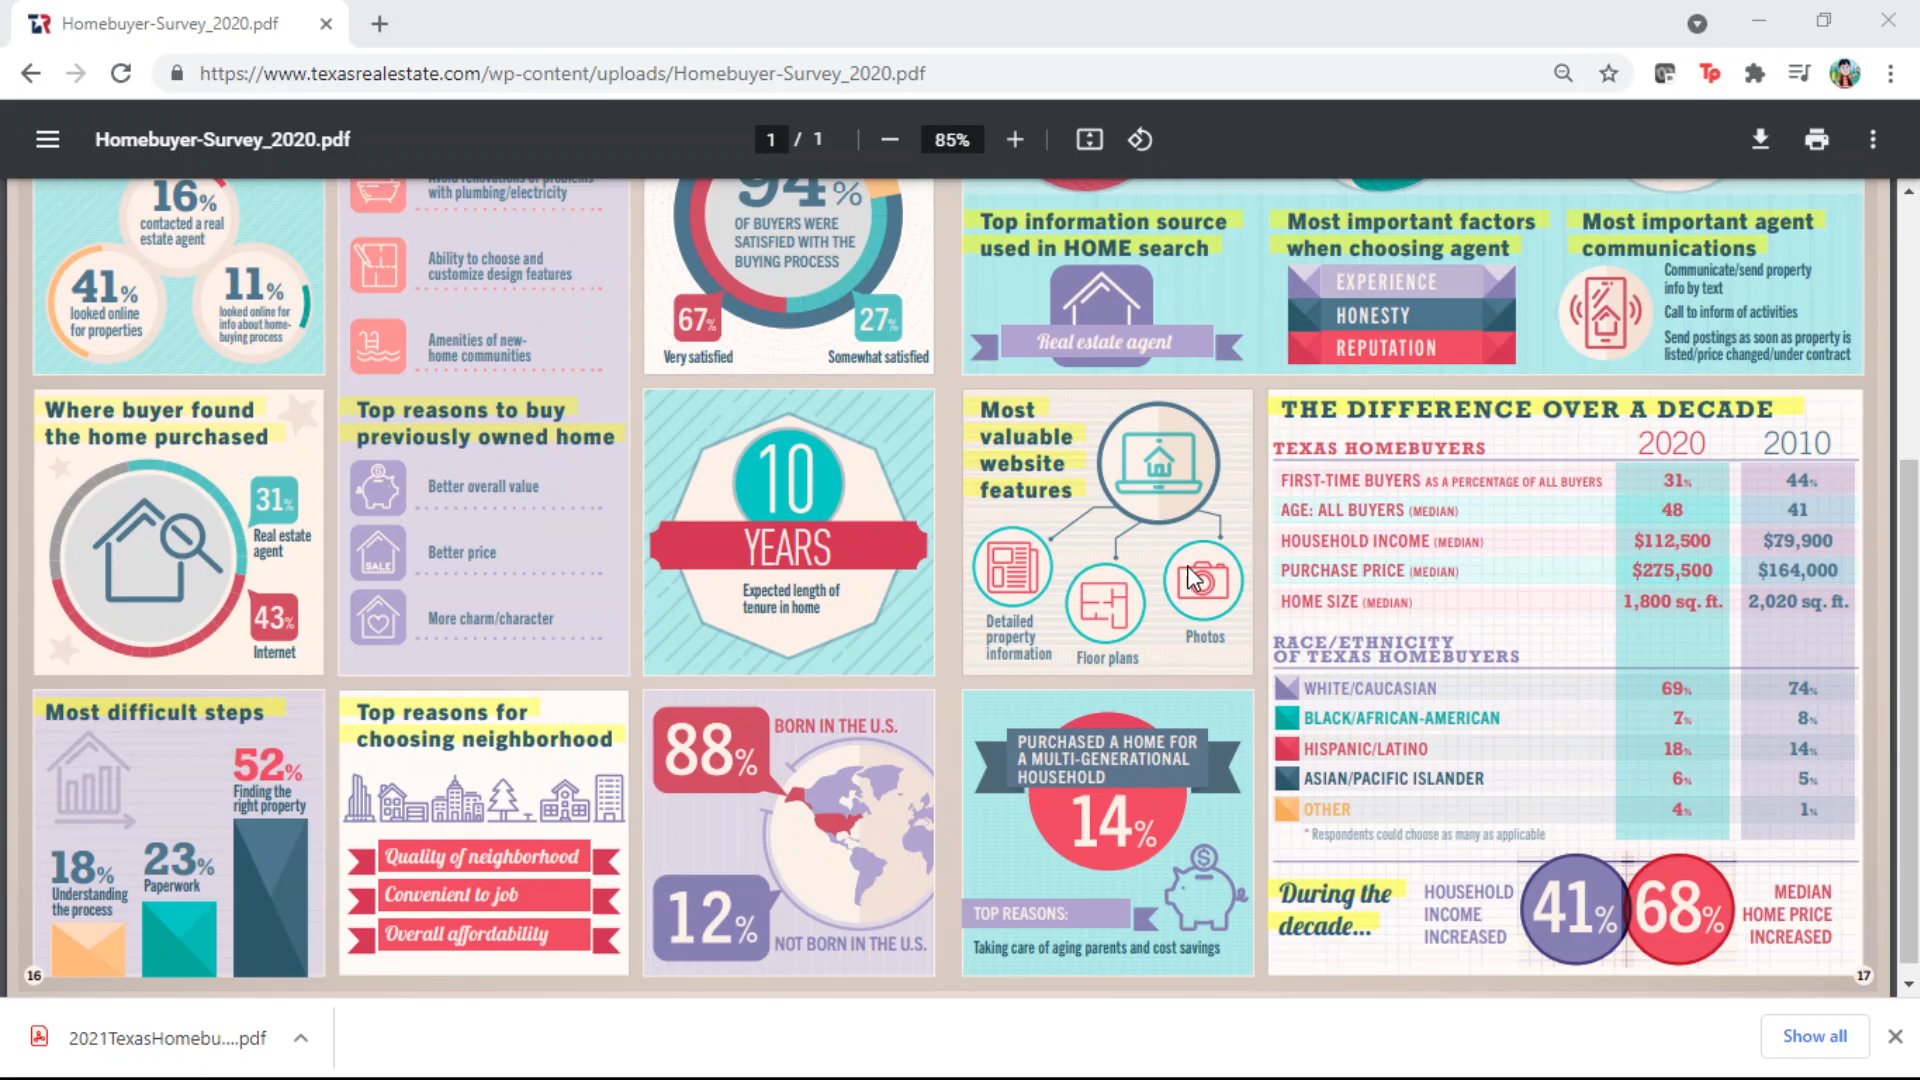 Homebuyer-Survey_2020.pdf
https://www.texasrealestate.com/wp-content/uploads/Homebuyer-Survey_2020.pdf
Homebuyer-Survey_2020.pdf
1 / 1
85%
16%
contacted a real
estate agent
41%
looked online
for properties
11%
looked online for
info about home-
buying process
with plumbing/electricity
Ability to choose and
customize design features
Amenities of new-
home communities
94%
OF BUYERS WERE
SATISFIED WITH THE
BUYING PROCESS
67%
Very satisfied
27%
Somewhat satisfied
Top information source
used in HOME search
Real estate agent
Most important factors
when choosing agent
EXPERIENCE
HONESTY
REPUTATION
Most important agent
communications
Communicate/send property
info by text
Call to inform of activities
Send postings as soon as property is
listed/price changed/under contract
Where buyer found
the home purchased
31%
Real estate
agent
43%
Internet
Top reasons to buy
previously owned home
Better overall value
SALE
Better price
More charm/character
10
YEARS
Expected length of
tenure in home
Most
valuable
website
features
Detailed
property
information
Floor plans
Photos
THE DIFFERENCE OVER A DECADE
TEXAS HOMEBUYERS 2020 2010
FIRST-TIME BUYERS AS A PERCENTAGE OF ALL BUYERS 31% 44%
AGE: ALL BUYERS (MEDIAN) 48 41
HOUSEHOLD INCOME (MEDIAN) $112,500 $79,900
PURCHASE PRICE (MEDIAN) $275,500 $164,000
HOME SIZE (MEDIAN) 1,800 sq. ft. 2,020 sq. ft.
RACE/ETHNICITY
OF TEXAS HOMEBUYERS
WHITE/CAUCASIAN 69% 74%
BLACK/AFRICAN-AMERICAN 7% 8%
HISPANIC/LATINO 18% 14%
ASIAN/PACIFIC ISLANDER 6% 5%
OTHER 4% 1%
* Respondents could choose as many as applicable
During the
decade...
HOUSEHOLD
INCOME
INCREASED
41%
68%
MEDIAN
HOME PRICE
INCREASED
Most difficult steps
18%
Understanding
the process
23%
Paperwork
52%
Finding the
right property
Top reasons for
choosing neighborhood
Quality of neighborhood
Convenient to job
Overall affordability
88%
BORN IN THE U.S.
12%
NOT BORN IN THE U.S.
PURCHASED A HOME FOR
A MULTI-GENERATIONAL
HOUSEHOLD
14%
TOP REASONS:
Taking care of aging parents and cost savings
16
17
2021TexasHomebu....pdf
Show all